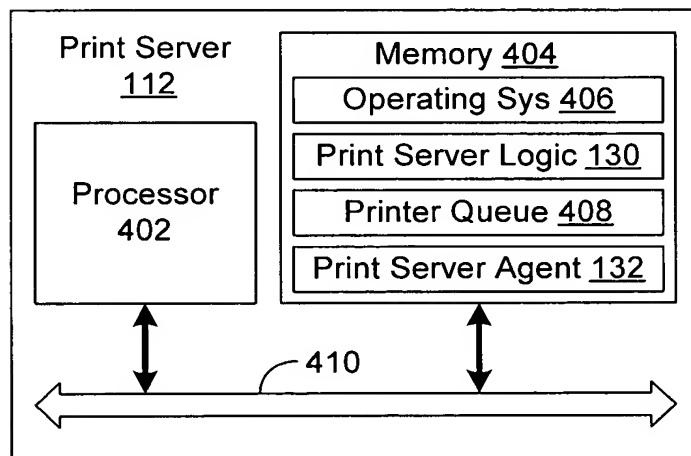 Print Server
112
Processor
402
Memory 404
Operating Sys 406
Print Server Logic 130
Printer Queue 408
Print Server Agent 132
410